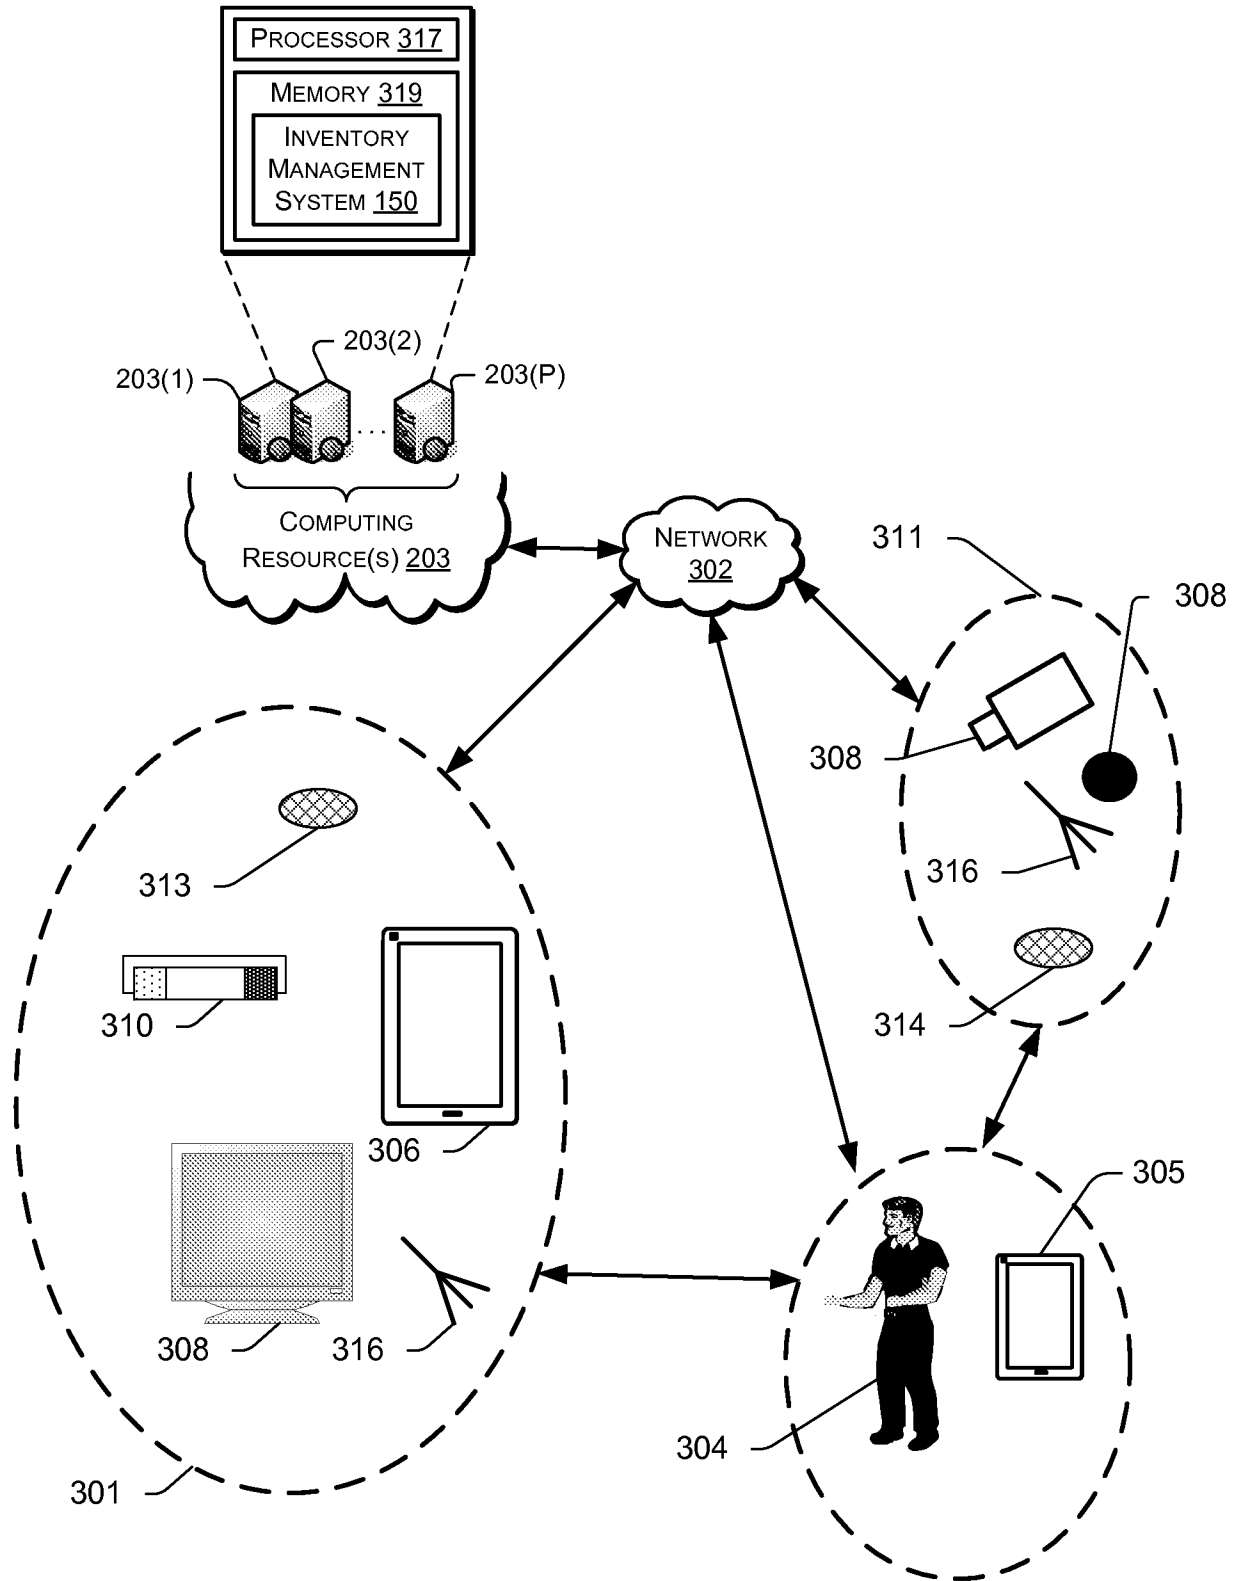 PROCESSOR 317
MEMORY 319
INVENTORY
MANAGEMENT
SYSTEM 150
203(2)
203(1)
203(P)
...
COMPUTING
RESOURCE(S) 203
NETWORK
302
311
308
308
316
313
314
310
306
305
308
316
304
301